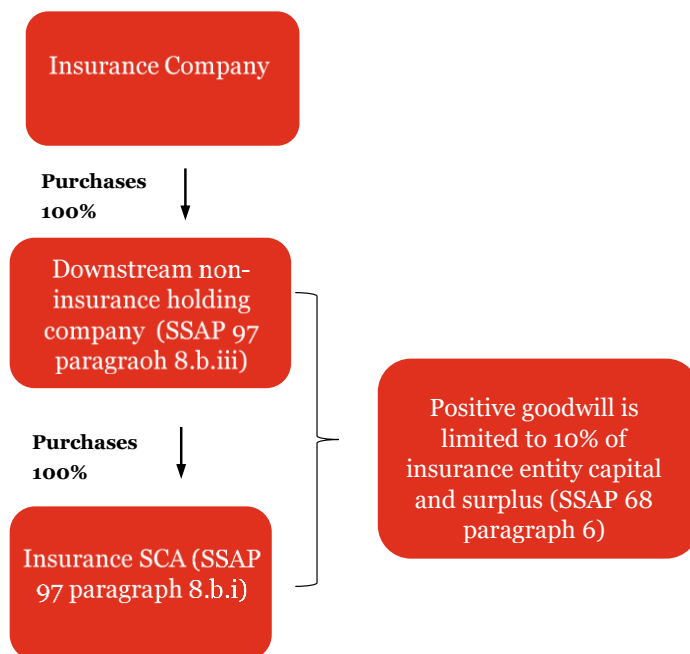 Insurance Company
Purchases
100%
Downstream non-
insurance holding
company (SSAP 97
paragraoh 8.b.iii)
Purchases
100%
Insurance SCA (SSAP
97 paragraph 8.b.i)
Positive goodwill is
limited to 10% of
insurance entity capital
and surplus (SSAP 68
paragraph 6)